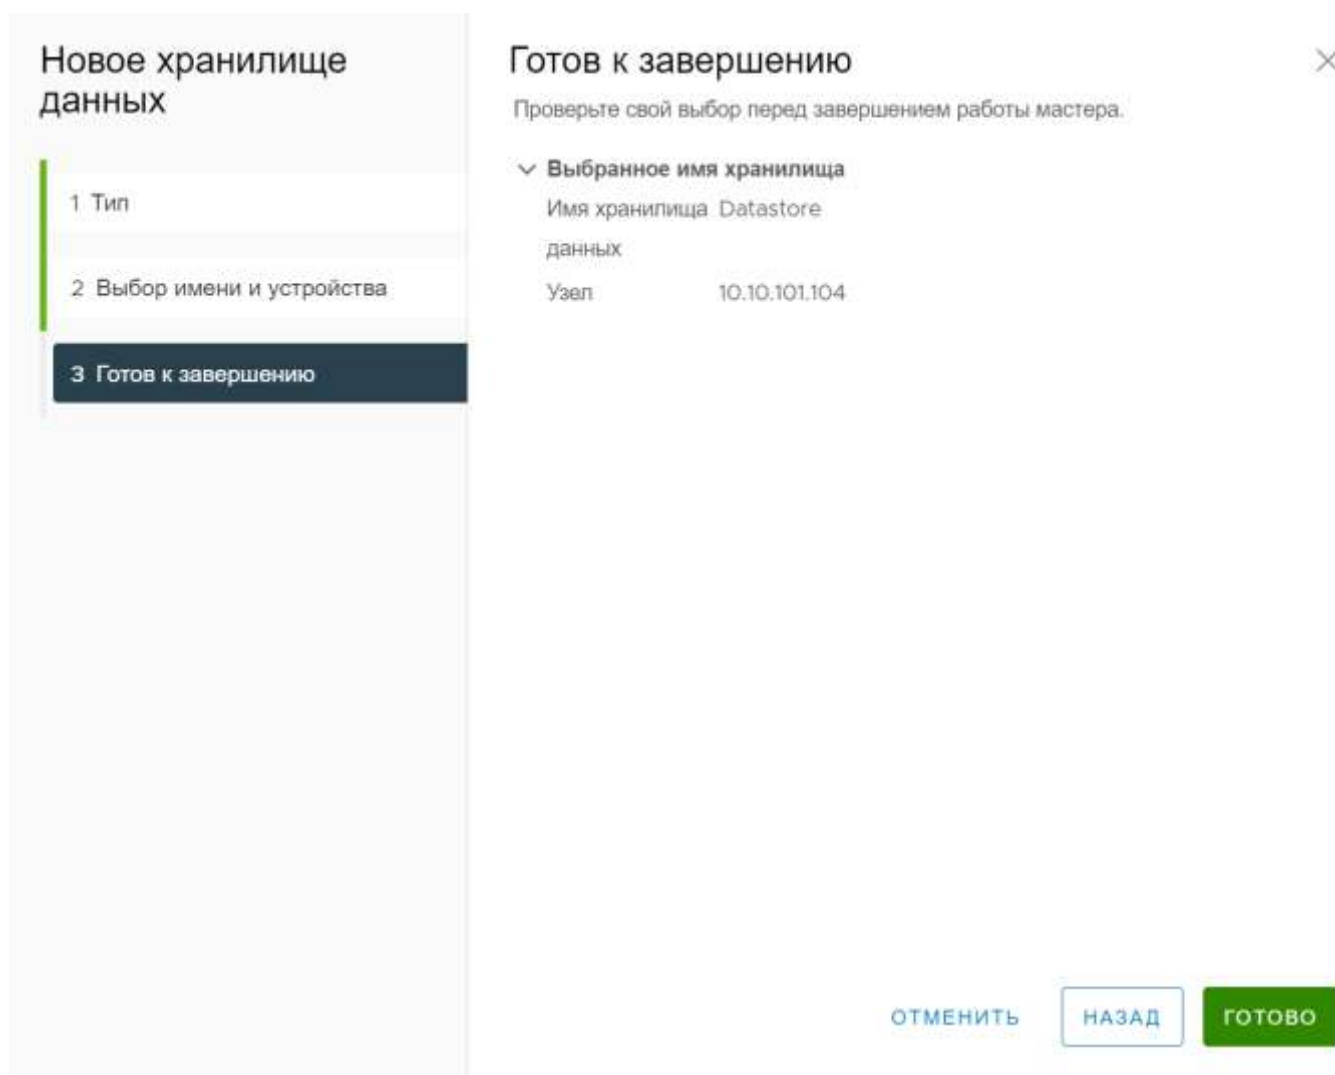 Новое хранилище
данных
1 Тип
2 Выбор имени и устройства
3 Готов к завершению
Готов к завершению
Проверьте свой выбор перед завершением работы мастера.
Выбранное имя хранилища
Имя хранилища Datastore
данных
Узел 10.10.101.104
ОТМЕНИТЬ НАЗАД ГОТОВО